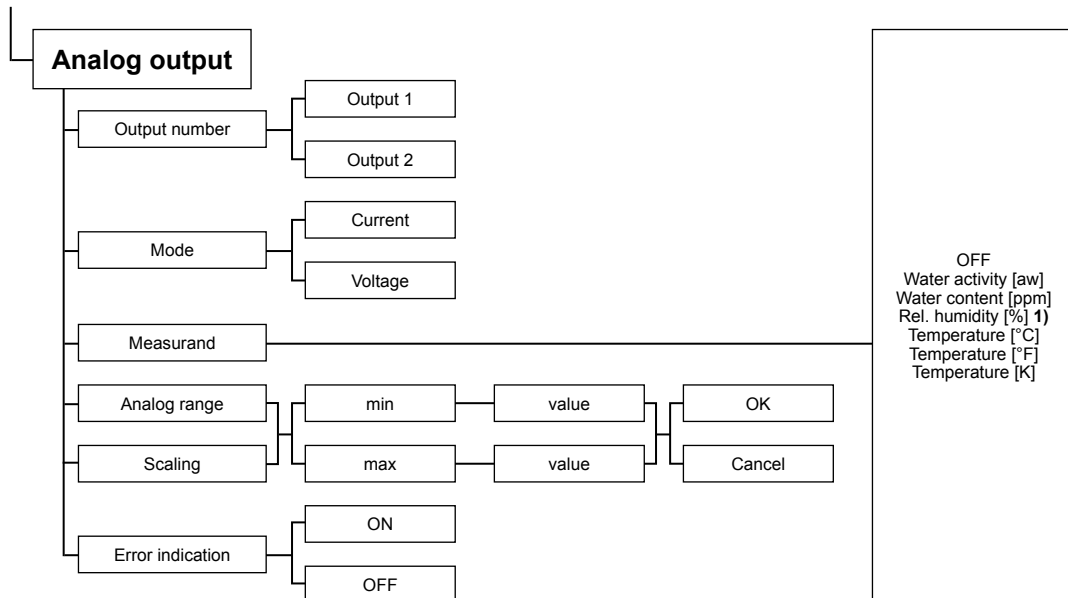 Analog output
Output number
Output 1
Output 2
Mode
Current
Voltage
Measurand
OFF
Water activity [aw]
Water content [ppm]
Rel. humidity [%] 1)
Temperature [°C]
Temperature [°F]
Temperature [K]
Analog range
min
value
OK
Scaling
max
value
Cancel
Error indication
ON
OFF